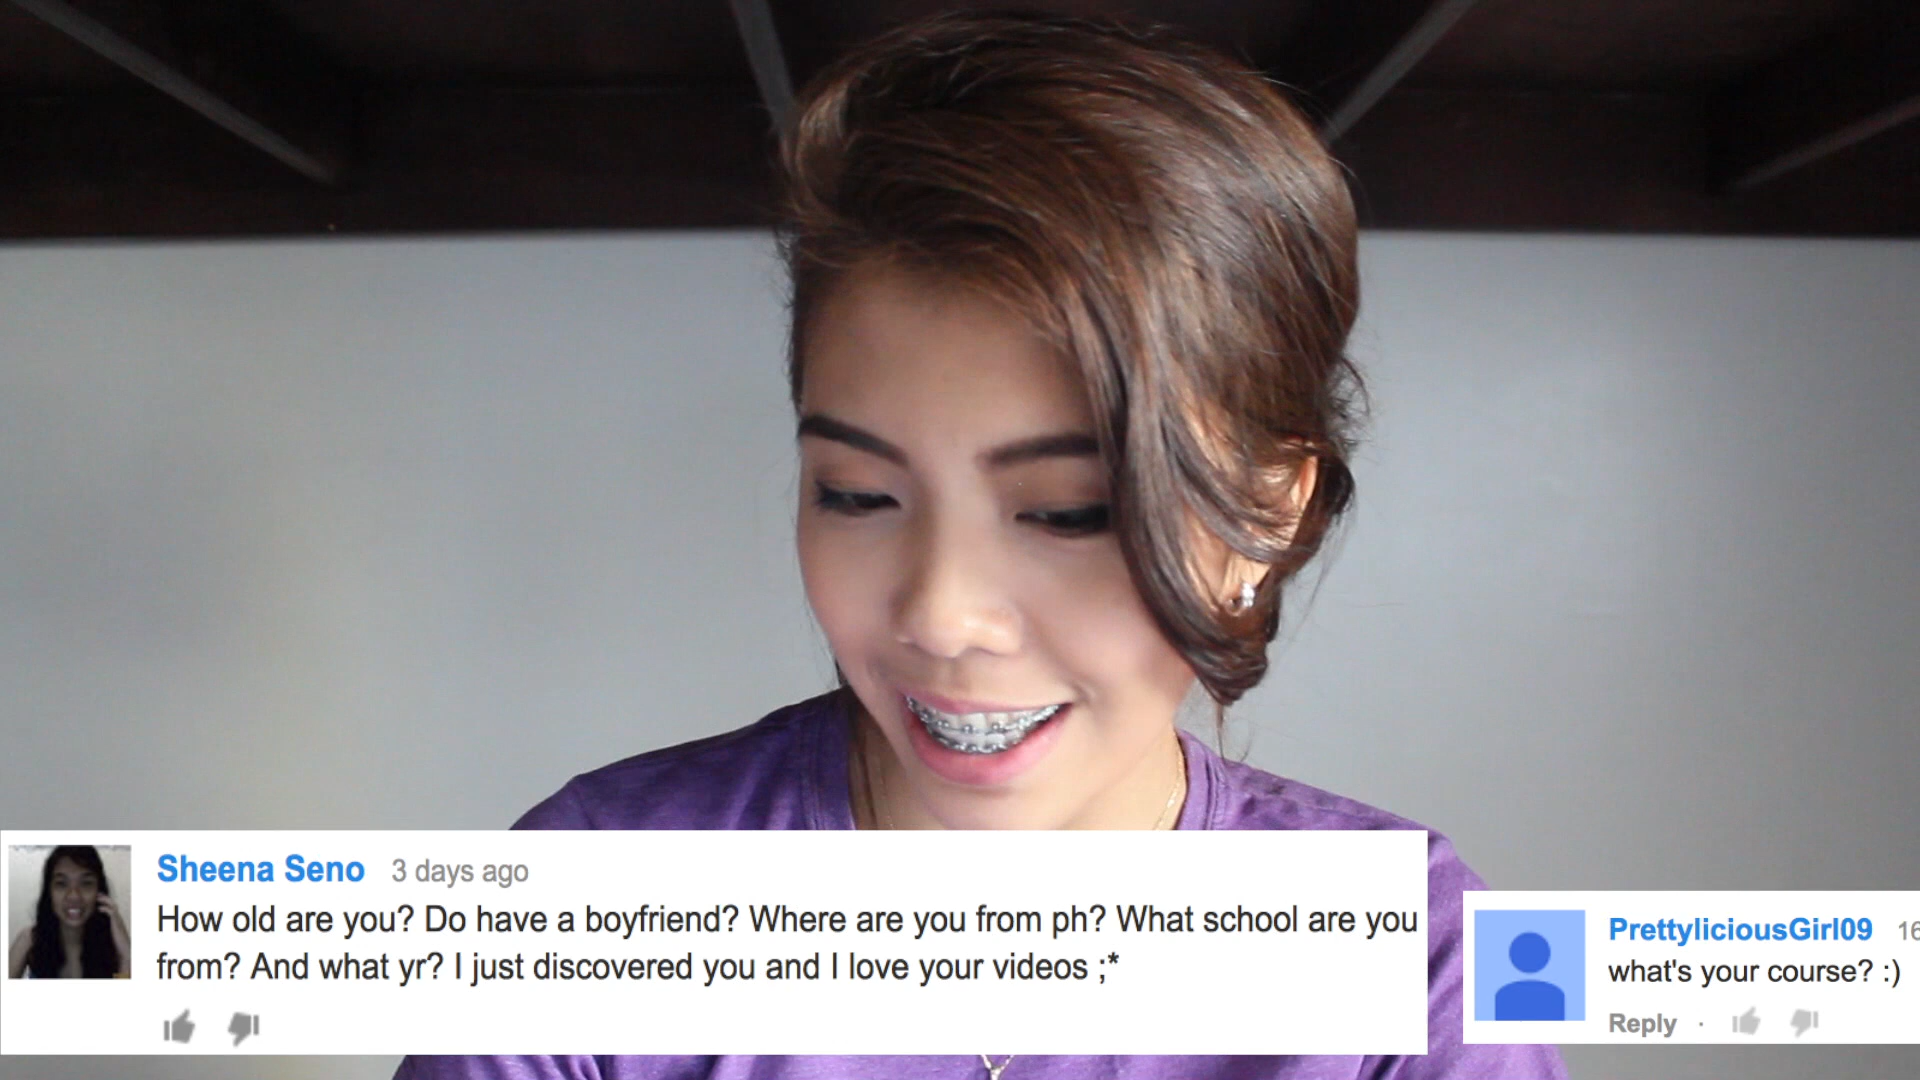 Sheena Seno 3 days ago
How old are you? Do have a boyfriend? Where are you from ph? What school are you
from? And what yr? I just discovered you and I love your videos ;*
PrettyliciousGirl09 16
what's your course? :)
Reply ·